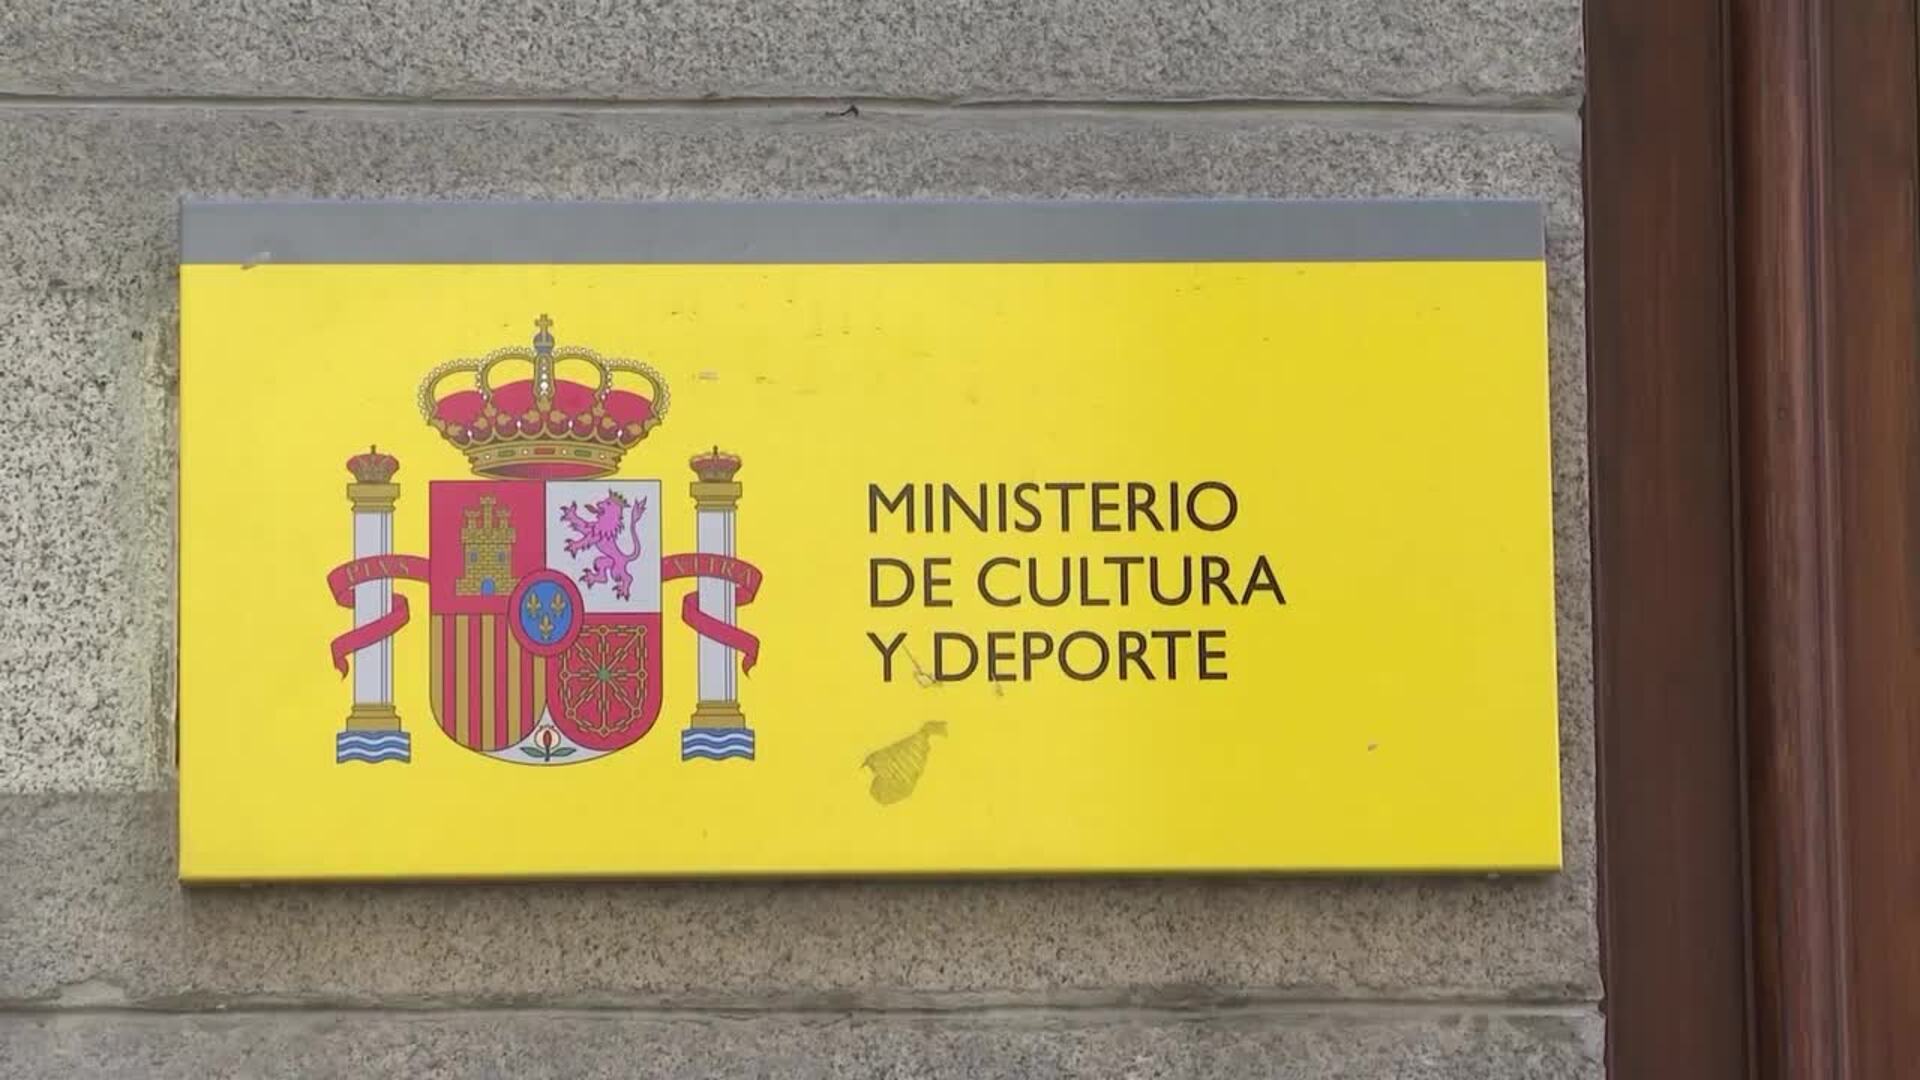 PLVS VLTRA
MINISTERIO
DE CULTURA
Y DEPORTE